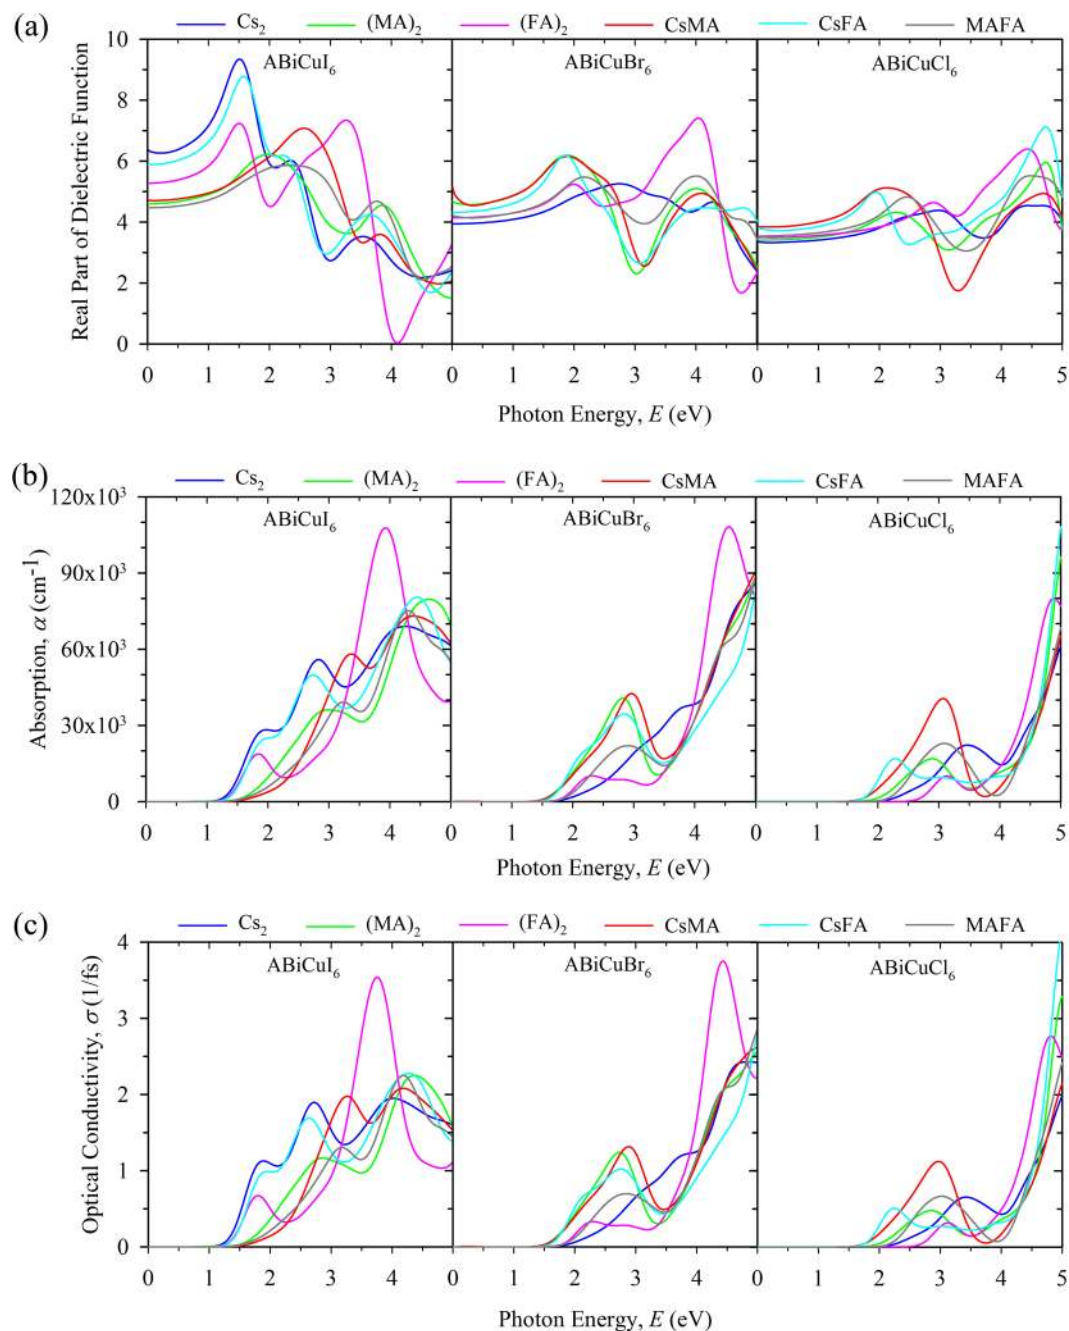 (a)
Cs₂ (MA)₂ (FA)₂ CsMA CsFA MAFA
ABiCuI₆ ABiCuBr₆ ABiCuCl₆
Real Part of Dielectric Function
10
8
6
4
2
0
0 1 2 3 4 0 1 2 3 4 0 1 2 3 4 5
Photon Energy, E (eV)
(b)
Cs₂ (MA)₂ (FA)₂ CsMA CsFA MAFA
ABiCuI₆ ABiCuBr₆ ABiCuCl₆
Absorption, α (cm⁻¹)
120x10³
90x10³
60x10³
30x10³
0
0 1 2 3 4 0 1 2 3 4 0 1 2 3 4 5
Photon Energy, E (eV)
(c)
Cs₂ (MA)₂ (FA)₂ CsMA CsFA MAFA
ABiCuI₆ ABiCuBr₆ ABiCuCl₆
Optical Conductivity, σ (1/fs)
4
3
2
1
0
0 1 2 3 4 0 1 2 3 4 0 1 2 3 4 5
Photon Energy, E (eV)